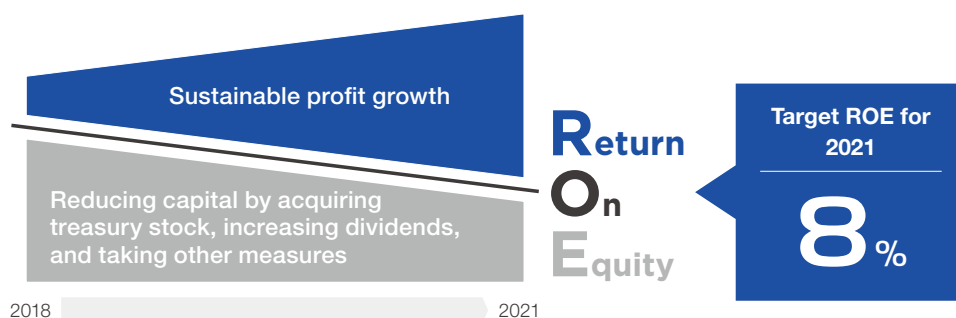 Sustainable profit growth
Reducing capital by acquiring
treasury stock, increasing dividends,
and taking other measures
2018
2021
Return
On
Equity
Target ROE for
2021
8%